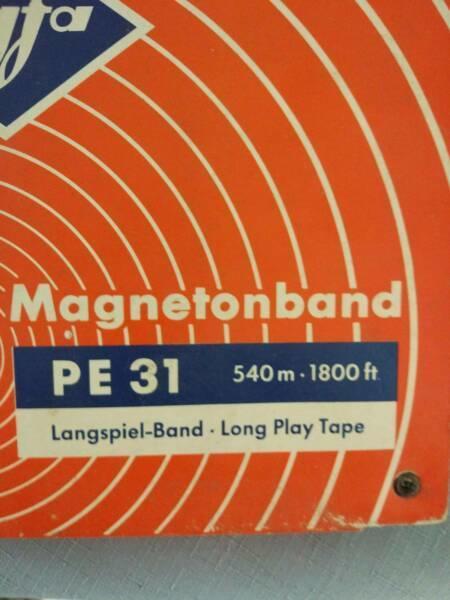 Magnetonband
PE 31 540 m · 1800 ft
Langspiel-Band · Long Play Tape